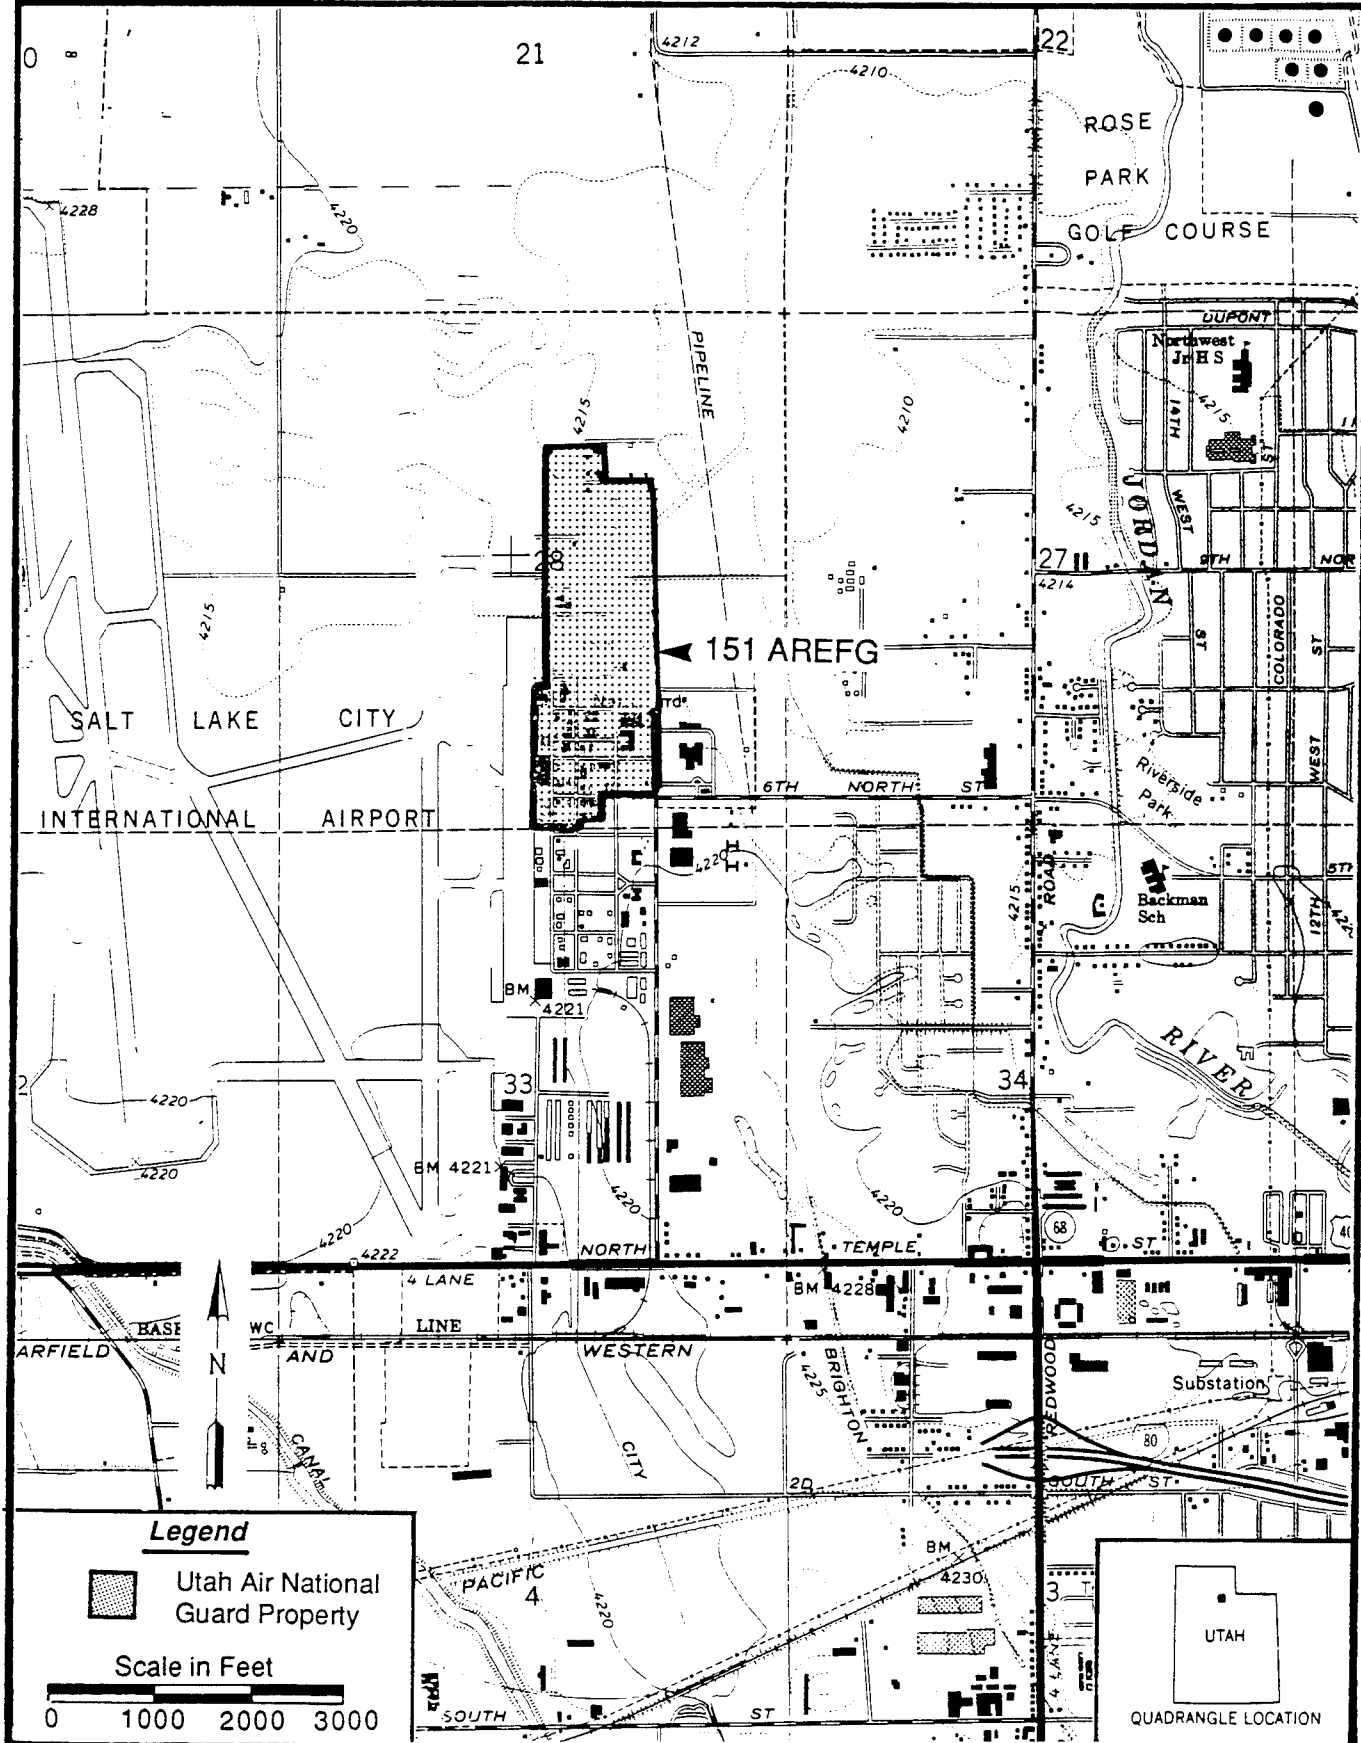 4212
21
22
4210
ROSE
PARK
GOLF COURSE
4228
4220
DUPONT
Northwest
Jr H S
PIPELINE
4215
4210
14TH
4215
ST
JORDAN
WEST
4215
28
27
9TH
NOR
4214
4215
151 AREFG
COLORADO
ST
ST
SALT LAKE CITY
WEST
Riverside
Park
6TH NORTH ST
INTERNATIONAL AIRPORT
4220
ROAD
4215
5TH
Backman
Sch
12TH
BM
4221
RIVER
33
34
4220
BM 4221
4220
4220
4220
68
40
4220
4222
NORTH TEMPLE ST
4 LANE
BM 4228
BASE
LINE
ARFIELD
AND
WESTERN
N
BRIGHTON
4225
REDWOOD
Substation
CANAL
8
CITY
80
2D
SOUTH ST
BM
4230
PACIFIC
4
4220
3
4 LANE
SOUTH ST
Legend
Utah Air National
Guard Property
Scale in Feet
0 1000 2000 3000
UTAH
QUADRANGLE LOCATION